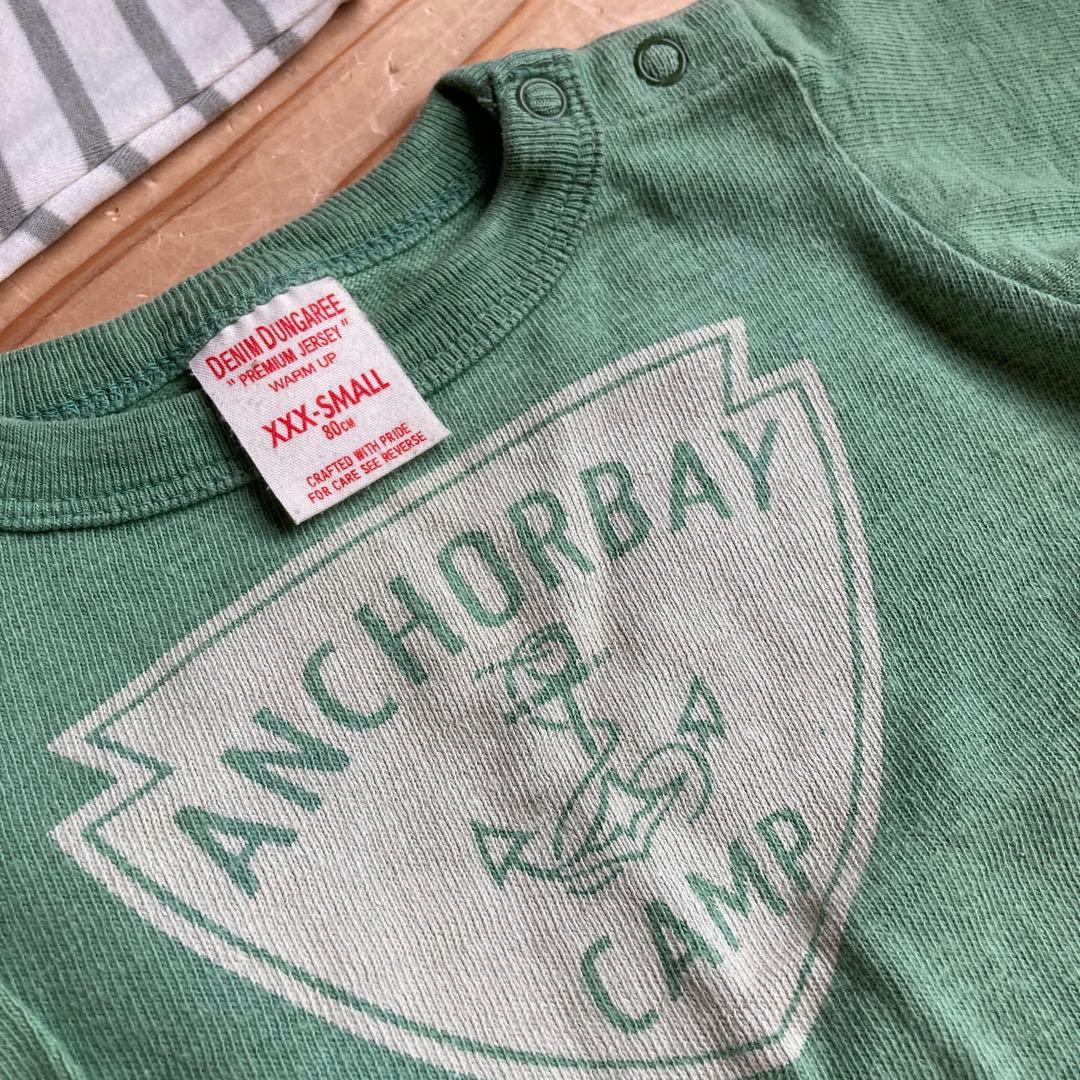 DENIM DUNGAREE
"PREMIUM JERSEY"
WARM UP
XXX-SMALL
80CM
CRAFTED WITH PRIDE
FOR CARE SEE REVERSE
ANCHORBAY
CAMP